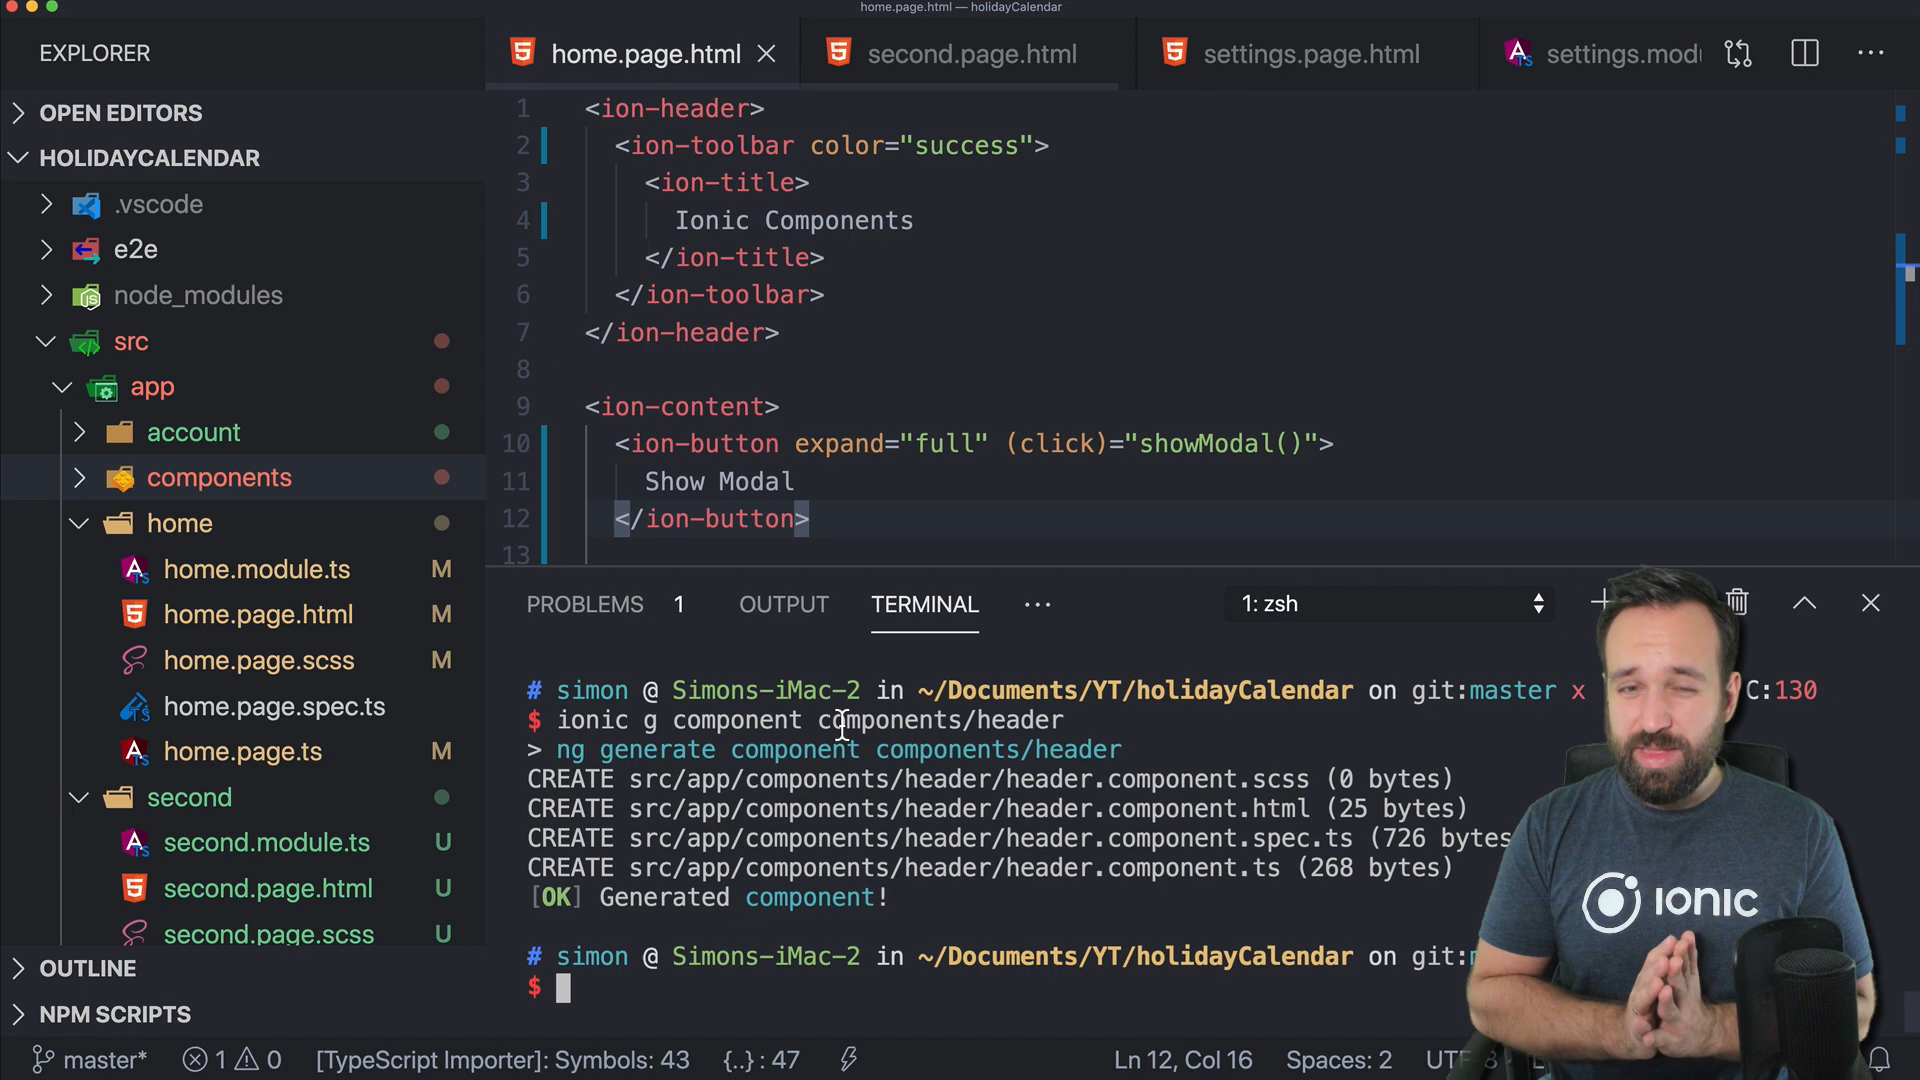 home.page.html — holidayCalendar
EXPLORER
OPEN EDITORS
HOLIDAYCALENDAR
.vscode
e2e
node_modules
src
app
account
components
home
home.module.ts M
home.page.html M
home.page.scss M
home.page.spec.ts
home.page.ts M
second
second.module.ts U
second.page.html U
second.page.scss U
OUTLINE
NPM SCRIPTS
home.page.html
second.page.html
settings.page.html
settings.mod
1 <ion-header>
2 <ion-toolbar color="success">
3 <ion-title>
4 Ionic Components
5 </ion-title>
6 </ion-toolbar>
7 </ion-header>
8
9 <ion-content>
10 <ion-button expand="full" (click)="showModal()">
11 Show Modal
12 </ion-button>
13
PROBLEMS 1 OUTPUT TERMINAL ··· 1: zsh
# simon @ Simons-iMac-2 in ~/Documents/YT/holidayCalendar on git:master x C:130
$ ionic g component components/header
> ng generate component components/header
CREATE src/app/components/header/header.component.scss (0 bytes)
CREATE src/app/components/header/header.component.html (25 bytes)
CREATE src/app/components/header/header.component.spec.ts (726 bytes
CREATE src/app/components/header/header.component.ts (268 bytes)
[OK] Generated component!
# simon @ Simons-iMac-2 in ~/Documents/YT/holidayCalendar on git:
$
IONIC
master* 1 0 [TypeScript Importer]: Symbols: 43 {..} : 47 Ln 12, Col 16 Spaces: 2